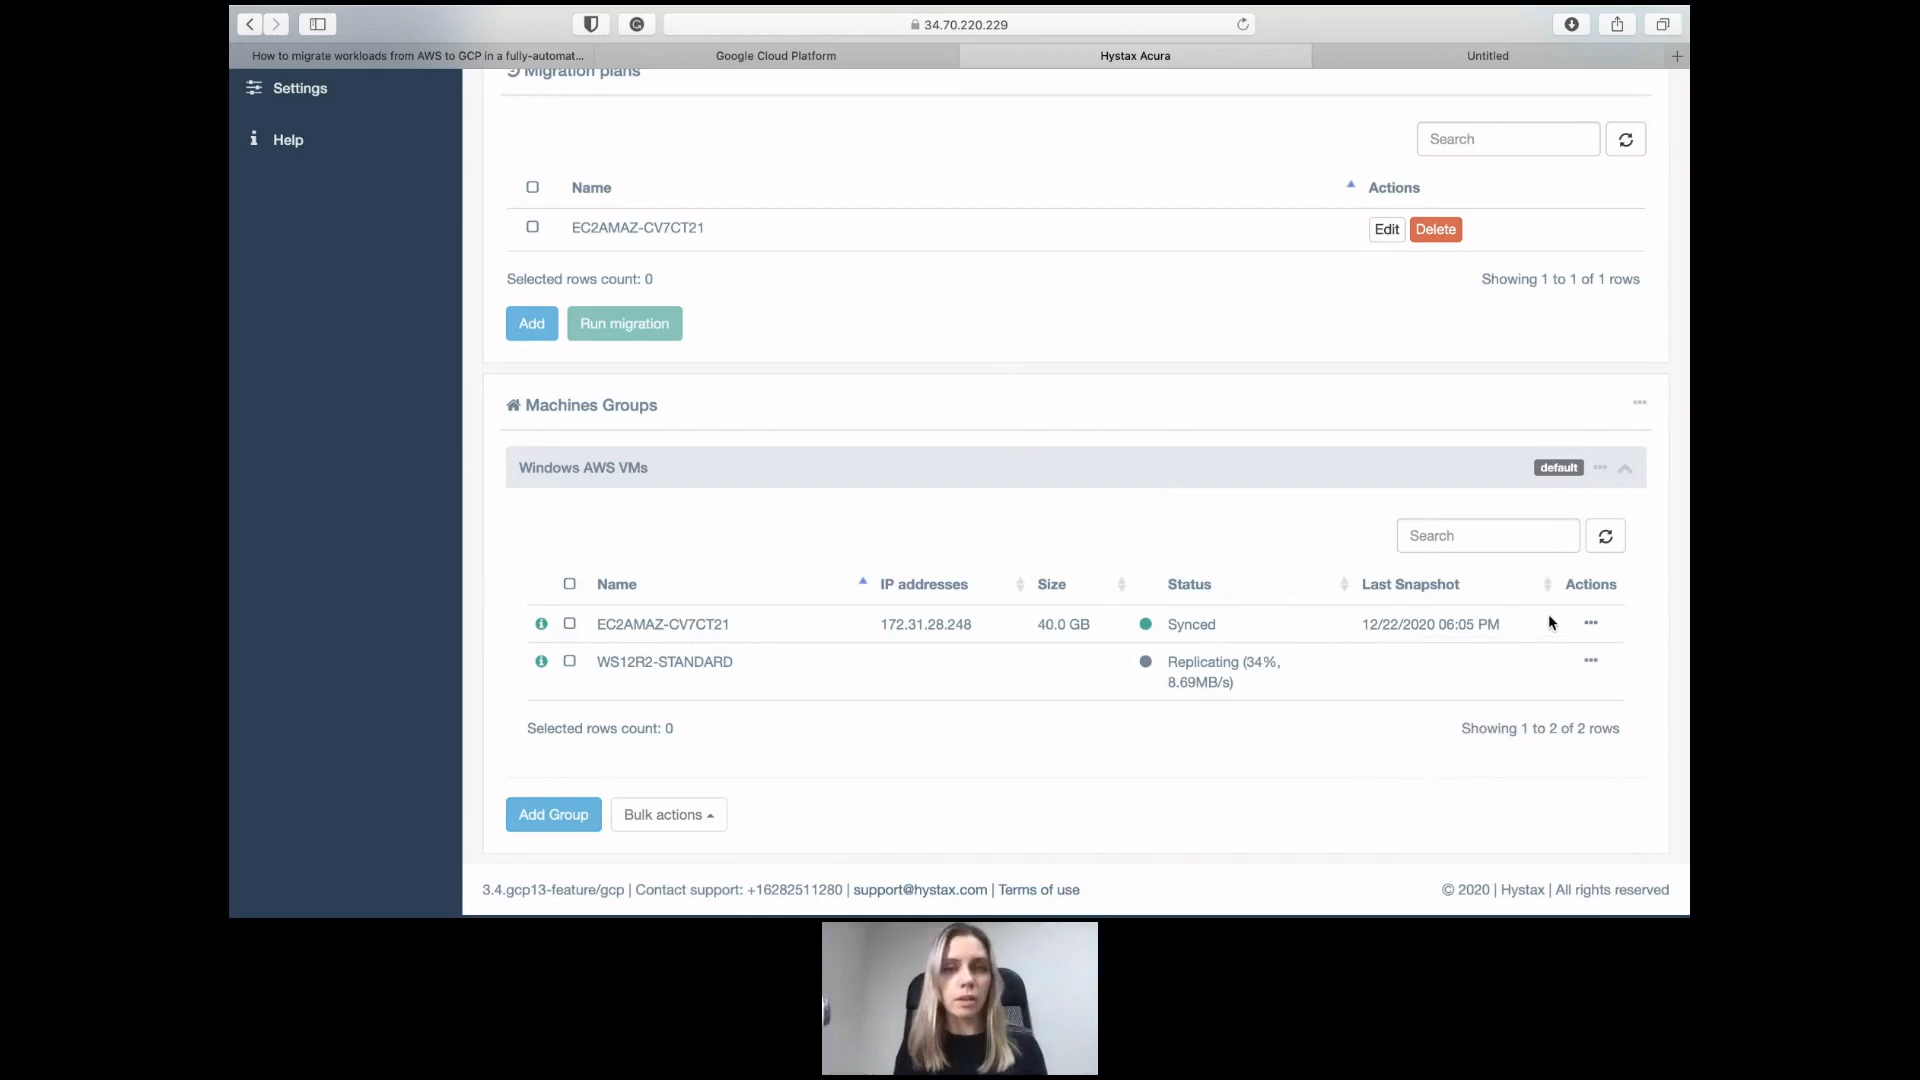 34.70.220.229
How to migrate workloads from AWS to GCP in a fully-automat...
Google Cloud Platform
Hystax Acura
Untitled
Settings
Help
Migration plans
Search
Name
Actions
EC2AMAZ-CV7CT21
Edit
Delete
Selected rows count: 0
Showing 1 to 1 of 1 rows
Add
Run migration
Machines Groups
Windows AWS VMs
default
Search
Name
IP addresses
Size
Status
Last Snapshot
Actions
EC2AMAZ-CV7CT21
172.31.28.248
40.0 GB
Synced
12/22/2020 06:05 PM
WS12R2-STANDARD
Replicating (34%,
8.69MB/s)
Selected rows count: 0
Showing 1 to 2 of 2 rows
Add Group
Bulk actions
3.4.gcp13-feature/gcp | Contact support: +16282511280 | support@hystax.com | Terms of use
© 2020 | Hystax | All rights reserved